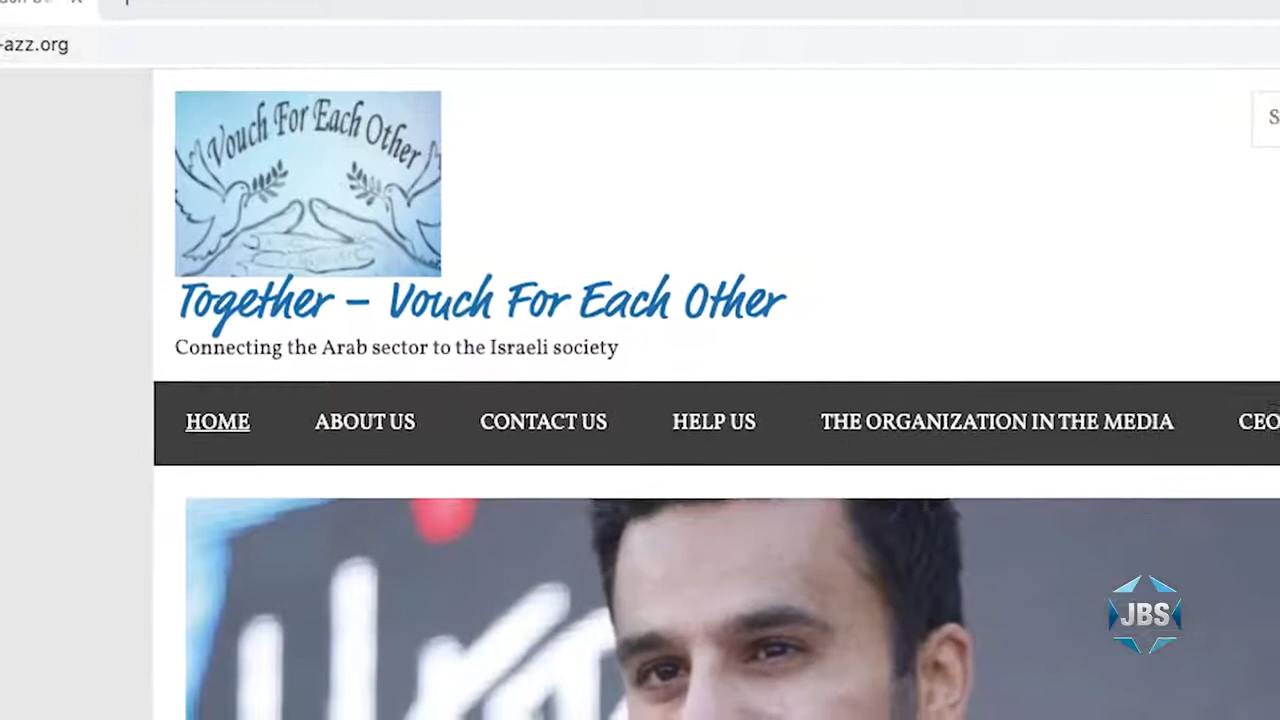 -azz.org
Vouch For Each Other
Together – Vouch For Each Other
Connecting the Arab sector to the Israeli society
HOME ABOUT US CONTACT US HELP US THE ORGANIZATION IN THE MEDIA CEO
JBS